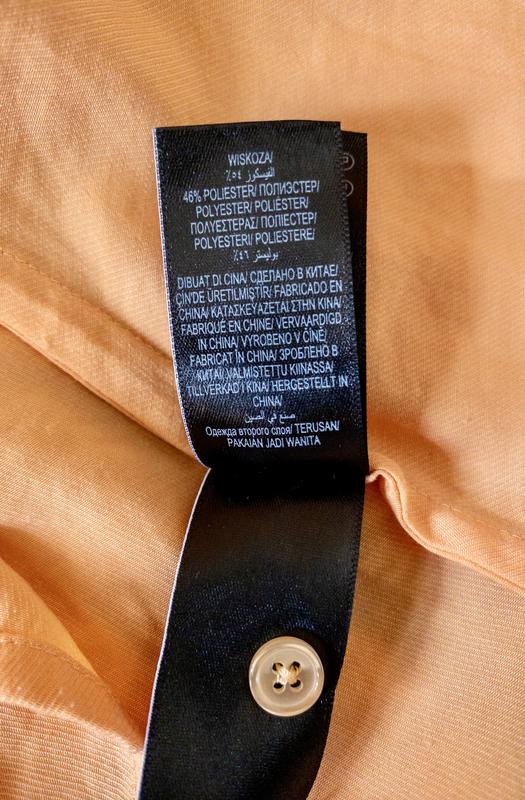 WISKOZA/
الفيسكوز ٥٤٪
46% POLIESTER/ ПОЛИЭСТЕР/
POLYESTER/ POLIÉSTER/
ΠΟΛΥΕΣΤΕΡΑΣ/ ПОЛІЕСТЕР/
POLYESTERI/ POLIESTERE/
بوليستر ٤٦٪
DIBUAT DI CINA/ СДЕЛАНО В КИТАЕ/
ÇİN'DE ÜRETİLMİŞTİR/ FABRICADO EN
CHINA/ ΚΑΤΑΣΚΕΥΑΖΕΤΑΙ ΣΤΗΝ ΚΙΝΑ/
FABRIQUÉ EN CHINE/ VERVAARDIGD
IN CHINA/ VYROBENO V ČÍNĚ/
FABRICAT ÎN CHINA/ ЗРОБЛЕНО В
КИТАЇ/ VALMISTETTU KIINASSA/
TILLVERKAD I KINA/ HERGESTELLT IN
CHINA/
صنع في الصين
Одежда второго слоя/ TERUSAN/
PAKAIAN JADI WANITA